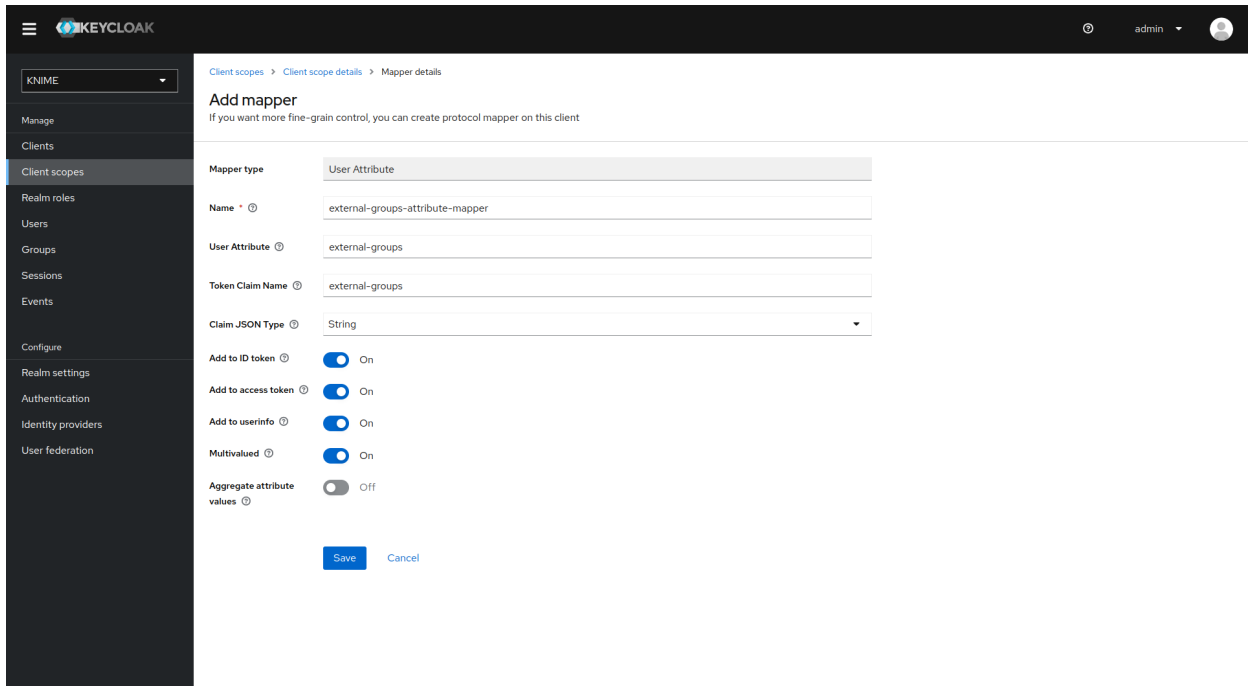 KEYCLOAK
admin
KNIME
Manage
Clients
Client scopes
Realm roles
Users
Groups
Sessions
Events
Configure
Realm settings
Authentication
Identity providers
User federation
Client scopes > Client scope details > Mapper details
Add mapper
If you want more fine-grain control, you can create protocol mapper on this client
Mapper type User Attribute
Name * external-groups-attribute-mapper
User Attribute external-groups
Token Claim Name external-groups
Claim JSON Type String
Add to ID token On
Add to access token On
Add to userinfo On
Multivalued On
Aggregate attribute
values Off
Save Cancel